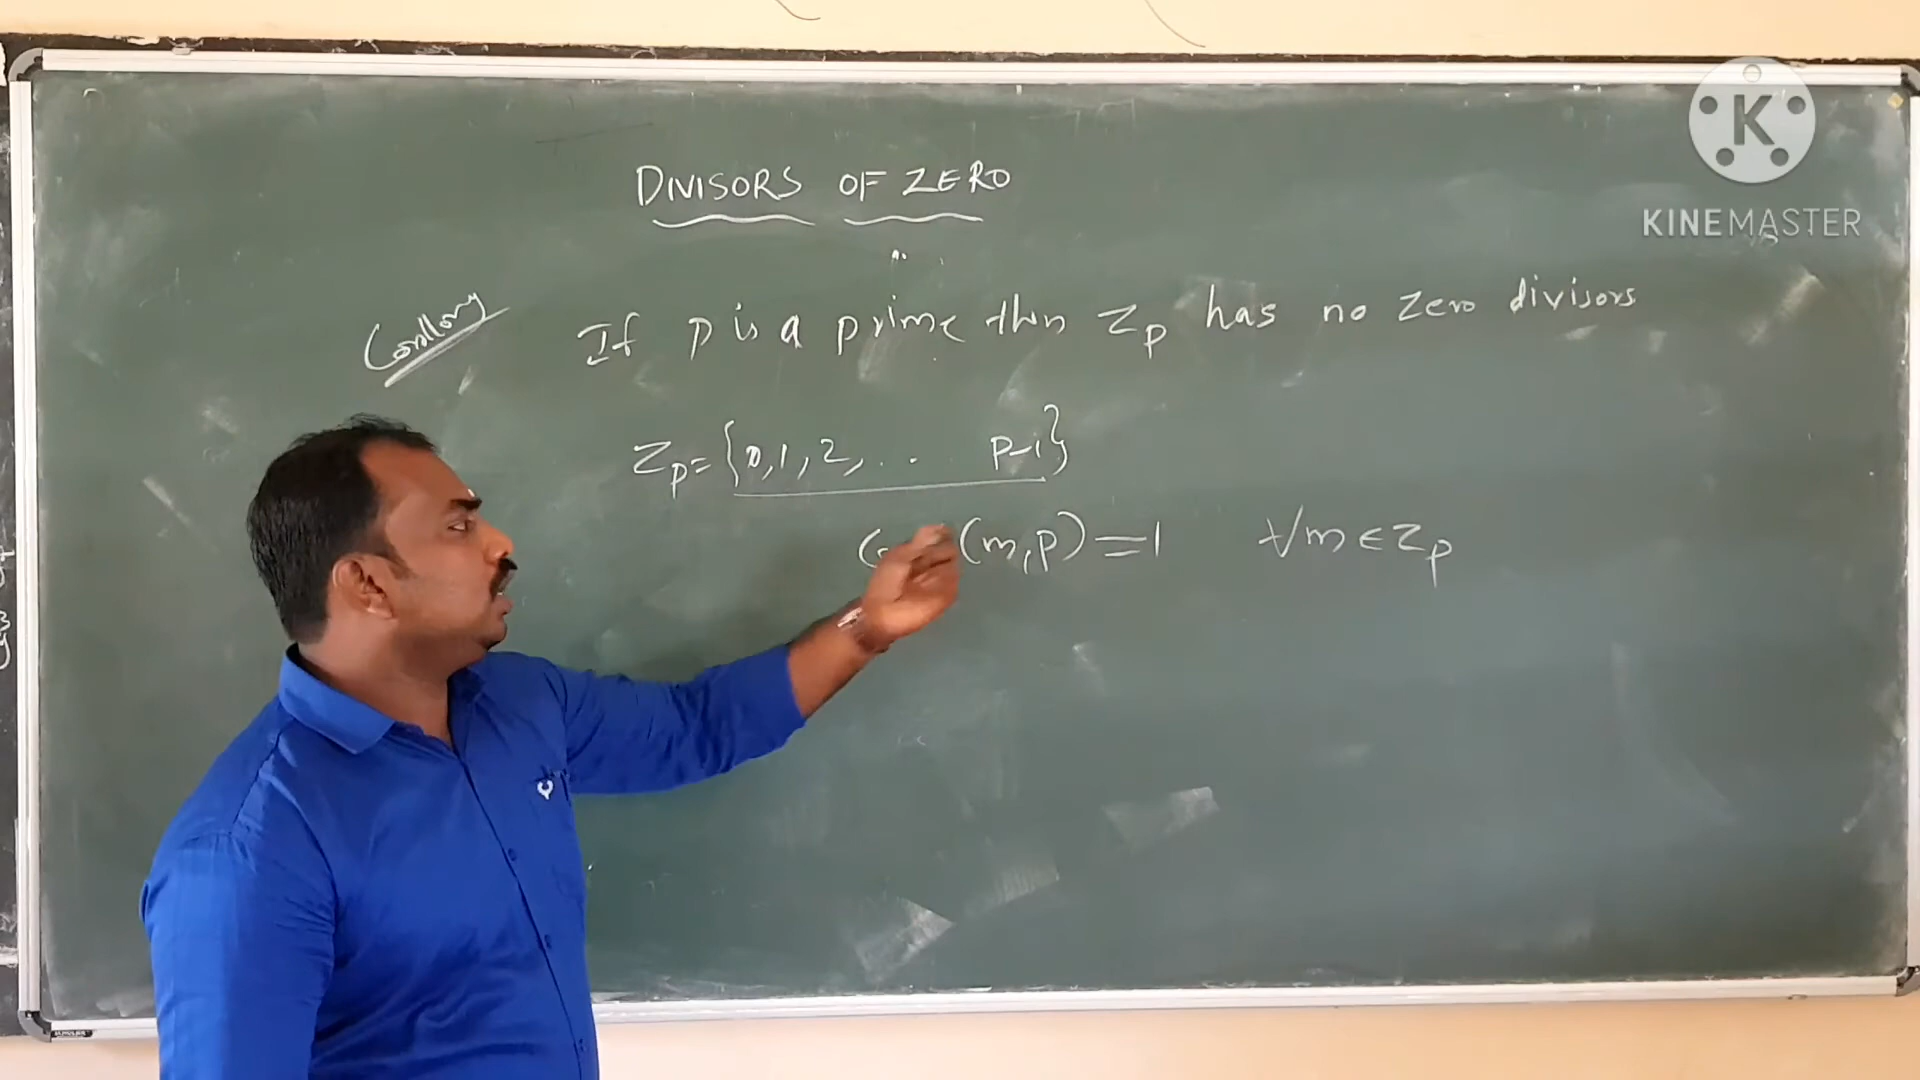 K
KINEMASTER
DIVISORS OF ZERO
Corollary If p is a prime then Zp has no zero divisors
Zp = {0, 1, 2, . . p-1}
(m, p) = 1 ∀m ∈ Zp